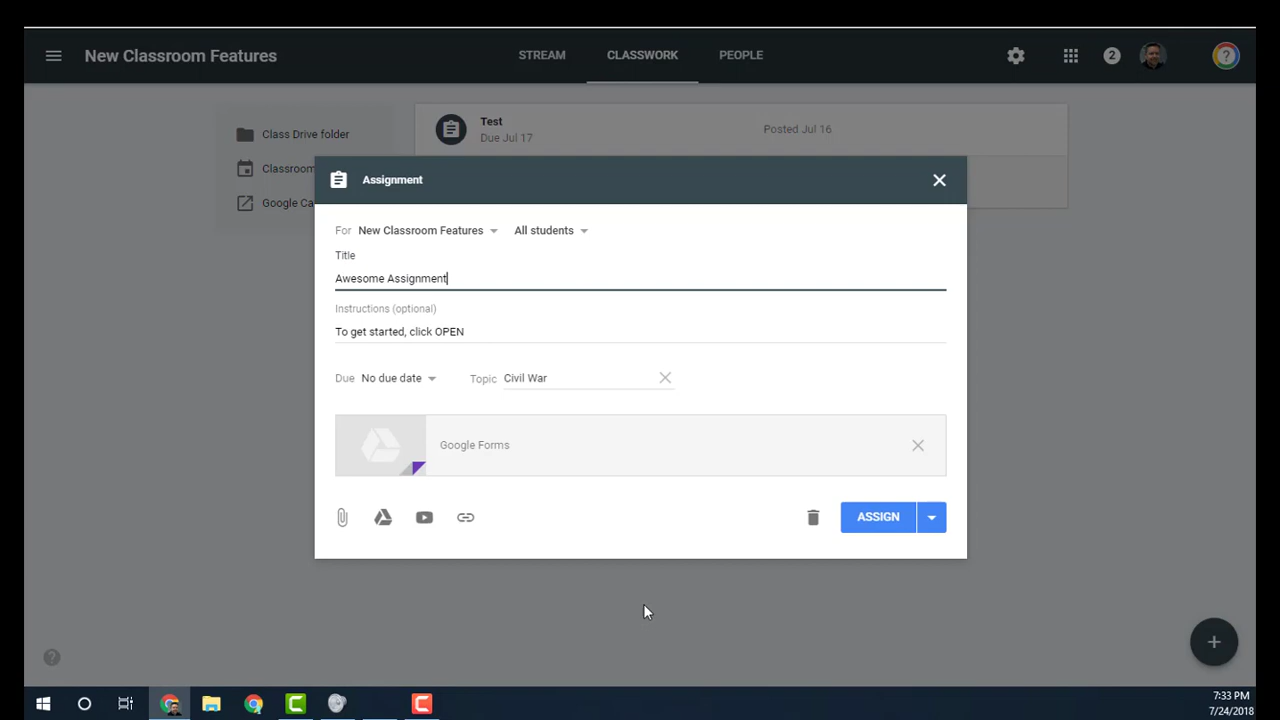 New Classroom Features
STREAM
CLASSWORK
PEOPLE
2
?
Class Drive folder
Classroom
Google Ca
Test
Due Jul 17
Posted Jul 16
Assignment
For New Classroom Features All students
Title
Awesome Assignment
Instructions (optional)
To get started, click OPEN
Due No due date Topic Civil War
Google Forms
ASSIGN
?
7:33 PM
7/24/2018